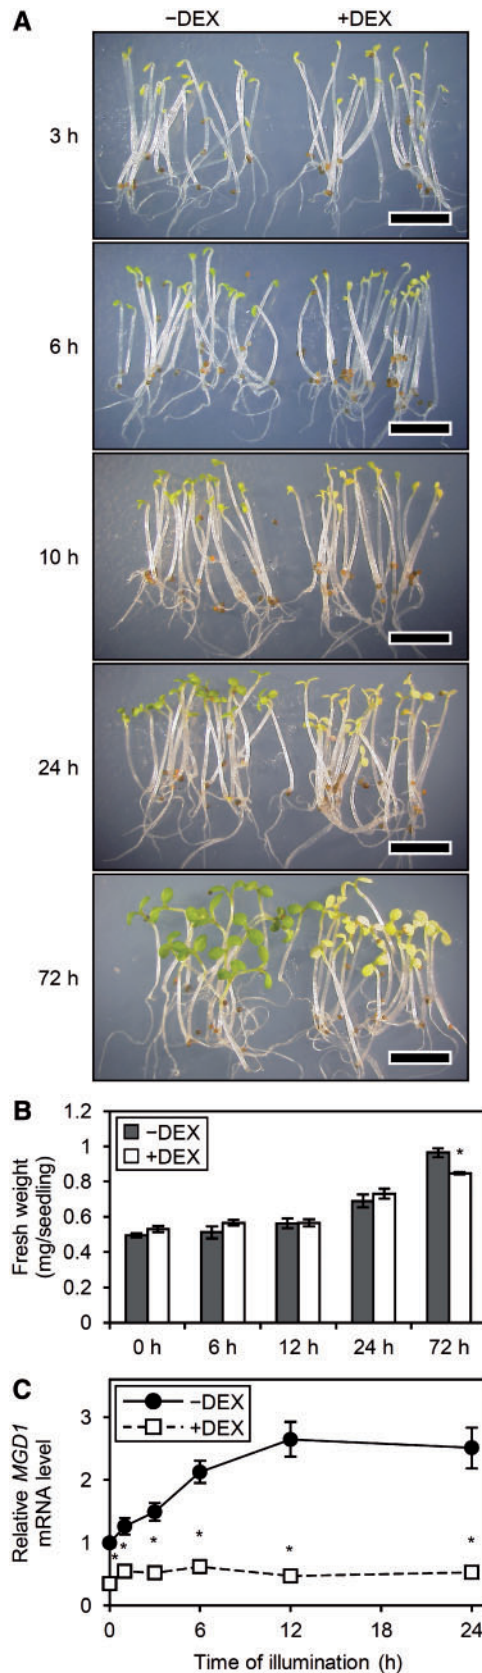 A
−DEX +DEX
3 h
6 h
10 h
24 h
72 h
B
Fresh weight
(mg/seedling)
1.2
1
0.8
0.6
0.4
0.2
0
−DEX
+DEX
*
0 h 6 h 12 h 24 h 72 h
C
Relative MGD1
mRNA level
3
2
1
0
−DEX
+DEX
* * * * * *
0 6 12 18 24
Time of illumination (h)